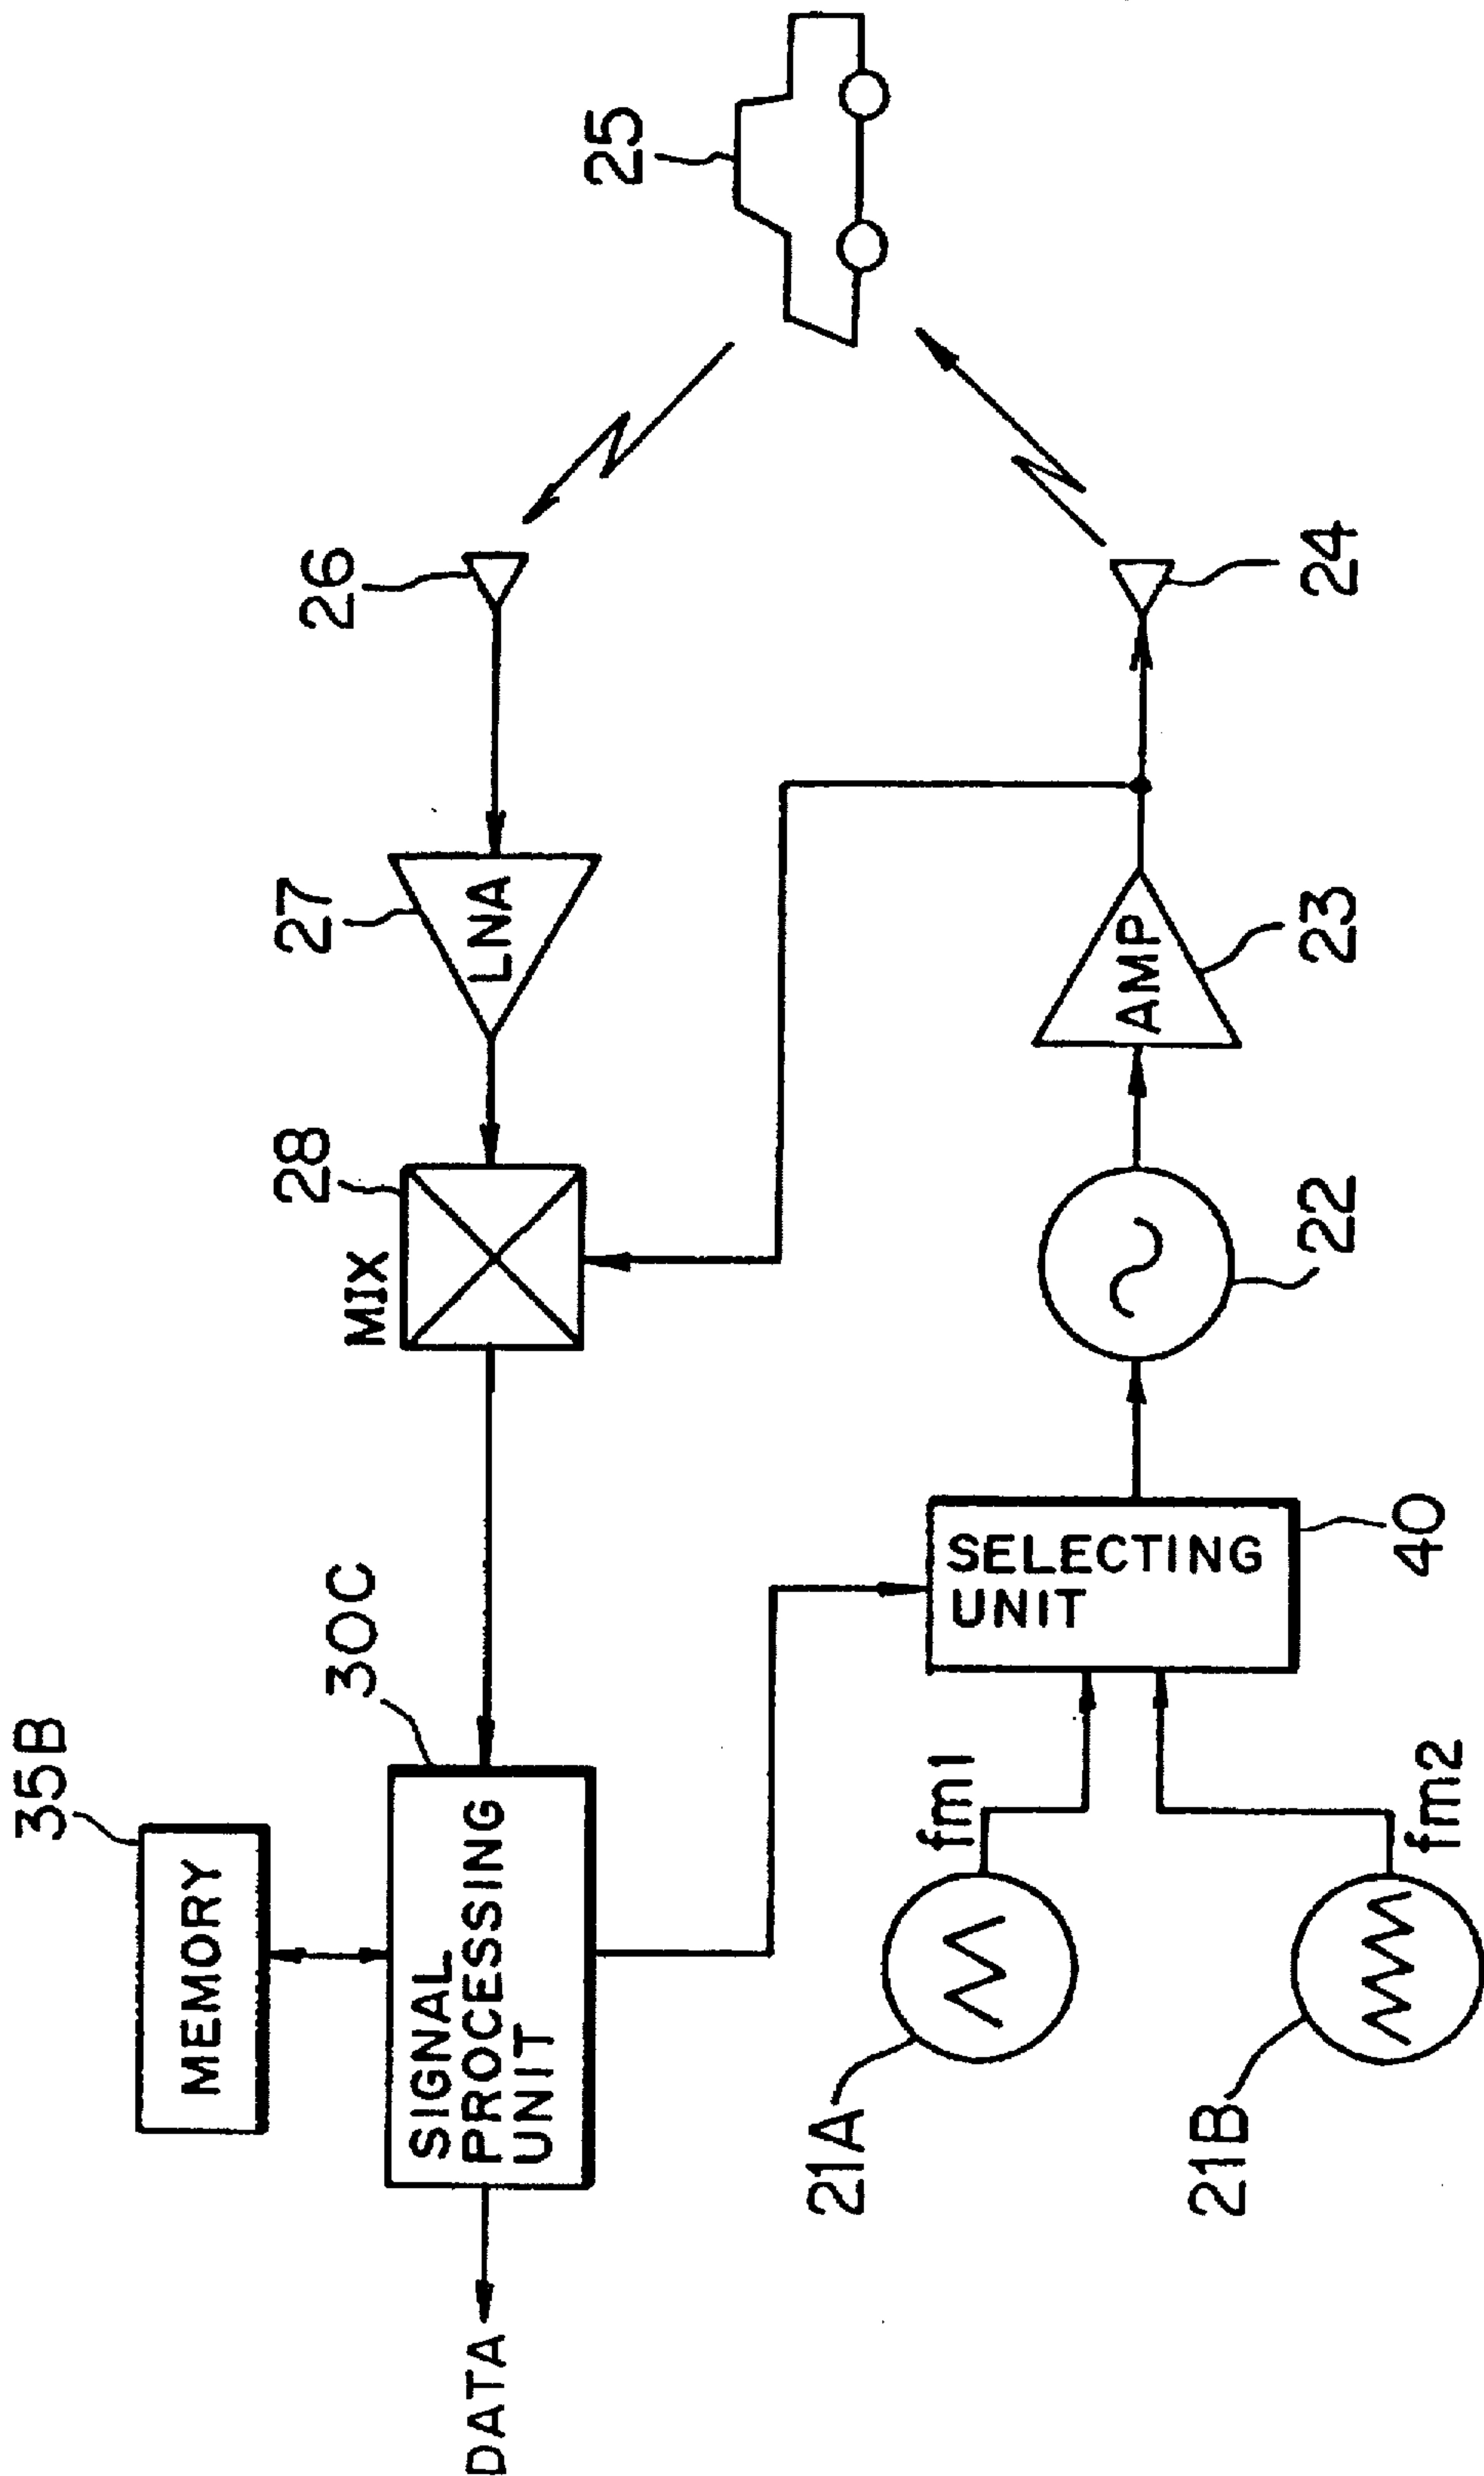 35B
MEMORY
30C
SIGNAL
PROCESSING
UNIT
DATA
28
MIX
27
LNA
26
25
21A
fm1
21B
fm2
SELECTING
UNIT
40
22
AMP
23
24